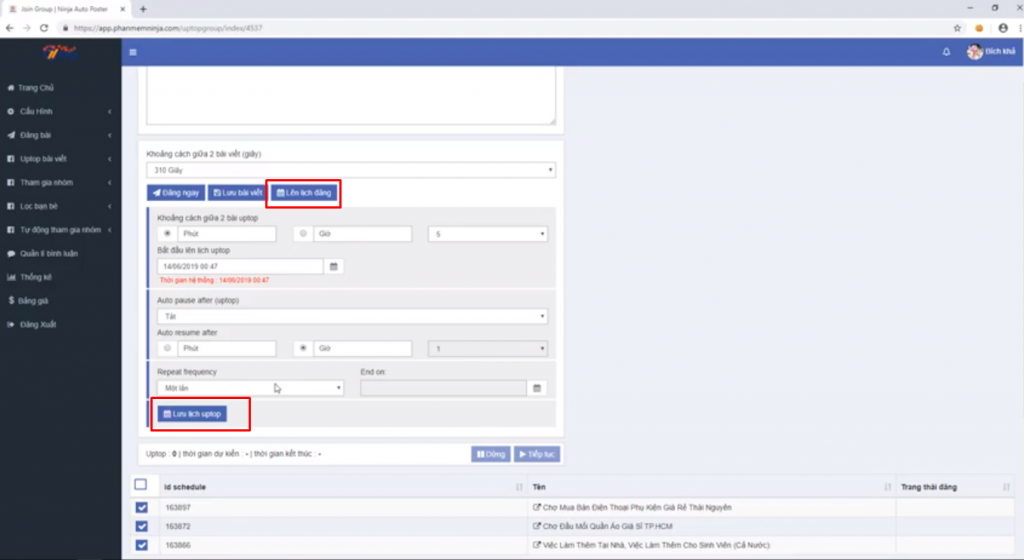 Join Group | Ninja Auto Poster
https://app.phanmemninja.com/uptopgroup/index/4537
Bích khả
Trang Chủ
Cấu Hình
Đăng bài
Uptop bài viết
Tham gia nhóm
Lọc bạn bè
Tự động tham gia nhóm
Quản lí bình luận
Thống kê
Bảng giá
Đăng Xuất
Khoảng cách giữa 2 bài viết (giây)
310 Giây
Đăng ngay Lưu bài viết Lên lịch đăng
Khoảng cách giữa 2 bài uptop
Phút Giờ 5
Bắt đầu lên lịch uptop
14/06/2019 00:47
Thời gian hệ thống : 14/06/2019 00:47
Auto pause after (uptop)
Tắt
Auto resume after
Phút Giờ 1
Repeat frequency End on:
Một lần
Lưu lịch uptop
Uptop : 0 | thời gian dự kiến : - | thời gian kết thúc : -
Dừng Tiếp tục
Id schedule Tên Trang thái đăng
163897 Chợ Mua Bán Điện Thoại Phụ Kiện Giá Rẻ Thái Nguyên
163872 Chợ Đầu Mối Quần Áo Giá Sỉ TP.HCM
163866 Việc Làm Thêm Tại Nhà, Việc Làm Thêm Cho Sinh Viên (Cả Nước)